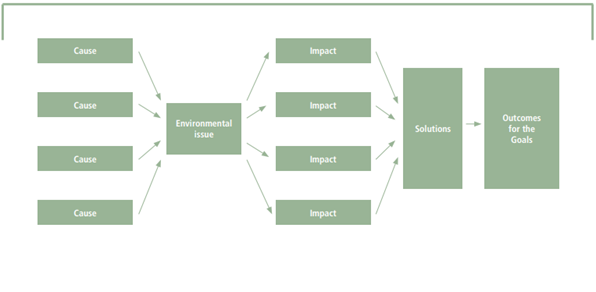 Cause
Cause
Cause
Cause
Environmental
issue
Impact
Impact
Impact
Impact
Solutions
Outcomes
for the
Goals